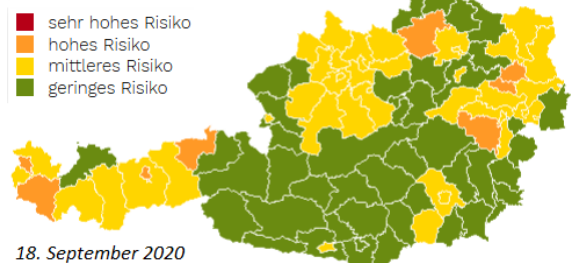 sehr hohes Risiko
hohes Risiko
mittleres Risiko
geringes Risiko
18. September 2020